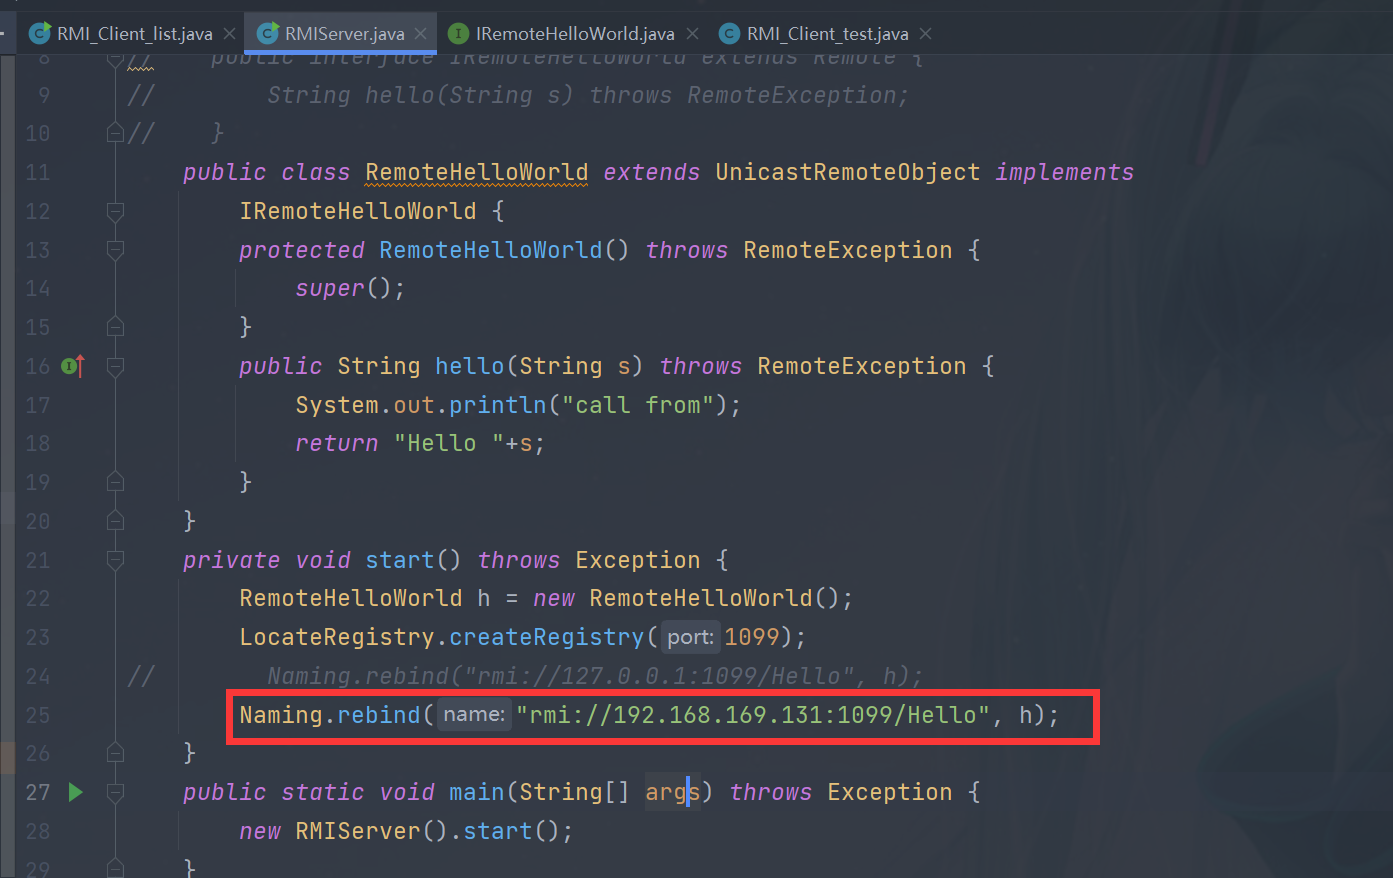 RMI_Client_list.java RMIServer.java IRemoteHelloWorld.java RMI_Client_test.java
8 // public interface IRemoteHelloWorld extends Remote {
9 // String hello(String s) throws RemoteException;
10 // }
11 public class RemoteHelloWorld extends UnicastRemoteObject implements
12 IRemoteHelloWorld {
13 protected RemoteHelloWorld() throws RemoteException {
14 super();
15 }
16 public String hello(String s) throws RemoteException {
17 System.out.println("call from");
18 return "Hello "+s;
19 }
20 }
21 private void start() throws Exception {
22 RemoteHelloWorld h = new RemoteHelloWorld();
23 LocateRegistry.createRegistry( port: 1099);
24 // Naming.rebind("rmi://127.0.0.1:1099/Hello", h);
25 Naming.rebind( name: "rmi://192.168.169.131:1099/Hello", h);
26 }
27 public static void main(String[] args) throws Exception {
28 new RMIServer().start();
29 }